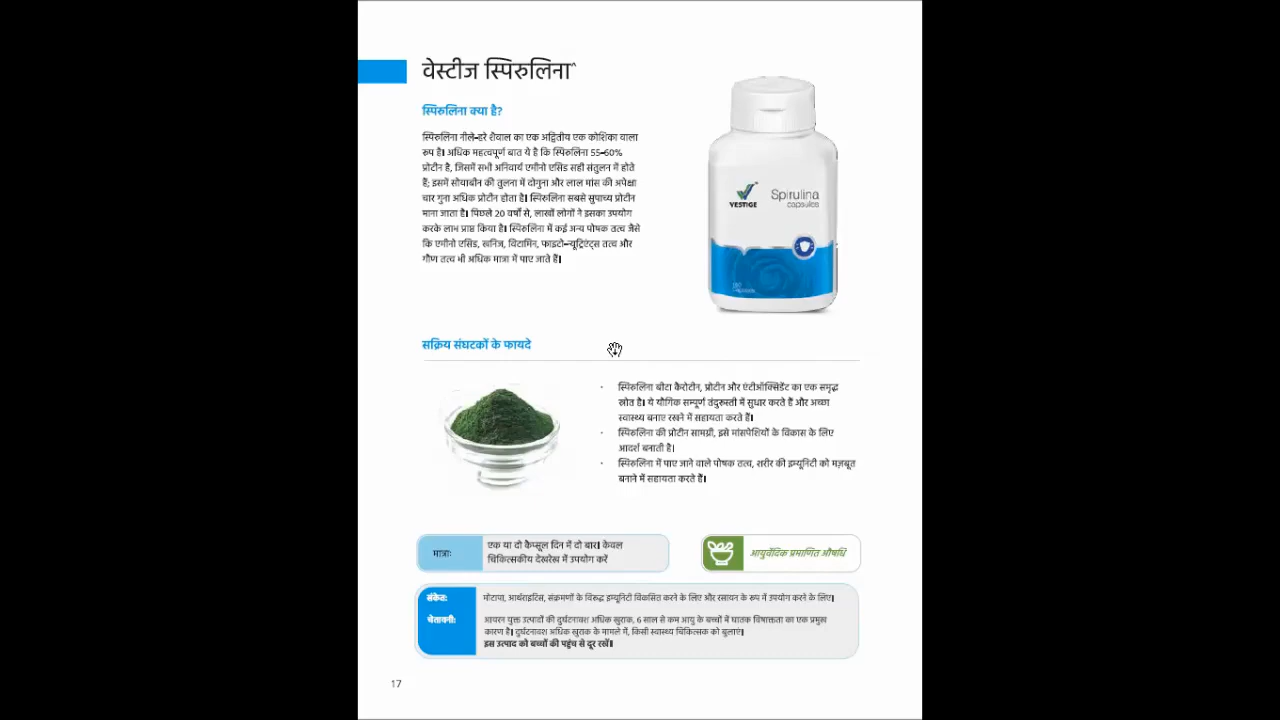 वेस्टीज स्पिरुलिना^
स्पिरुलिना क्या है?
स्पिरुलिना नीले-हरे शैवाल का एक अद्वितीय एक कोशिका वाला
रूप है। अधिक महत्वपूर्ण बात ये है कि स्पिरुलिना 55-60%
प्रोटीन है, जिसमें सभी अनिवार्य एमीनो एसिड सही संतुलन में होते
हैं; इसमें सोयाबीन की तुलना में दोगुना और लाल मांस की अपेक्षा
चार गुना अधिक प्रोटीन होता है। स्पिरुलिना सबसे सुपाच्य प्रोटीन
माना जाता है। पिछले 20 वर्षों से, लाखों लोगों ने इसका उपयोग
करके लाभ प्राप्त किया है। स्पिरुलिना में कई अन्य पोषक तत्व जैसे
कि एमीनो एसिड, खनिज, विटामिन, फाइटो-न्यूट्रिएंट्स तत्व और
गौण तत्व भी अधिक मात्रा में पाए जाते हैं।
VESTIGE
Spirulina
capsules
सक्रिय संघटकों के फायदे
· स्पिरुलिना बीटा कैरोटीन, प्रोटीन और एंटीऑक्सिडेंट का एक समृद्ध
स्रोत है। ये यौगिक सम्पूर्ण तंदुरुस्ती में सुधार करते हैं और अच्छा
स्वास्थ्य बनाए रखने में सहायता करते हैं।
· स्पिरुलिना की प्रोटीन सामग्री, इसे मांसपेशियों के विकास के लिए
आदर्श बनाती है।
· स्पिरुलिना में पाए जाने वाले पोषक तत्व, शरीर की इम्यूनिटी को मज़बूत
बनाने में सहायता करते हैं।
मात्राः
एक या दो कैप्सूल दिन में दो बार। केवल
चिकित्सकीय देखरेख में उपयोग करें
आयुर्वेदिक प्रमाणित औषधि
संकेत:
मोटापा, आर्थराइटिस, संक्रमणों के विरूद्ध इम्यूनिटी विकसित करने के लिए और रसायन के रूप में उपयोग करने के लिए।
चेतावनी:
आयरन युक्त उत्पादों की दुर्घटनावश अधिक खुराक, 6 साल से कम आयु के बच्चों में घातक विषाक्तता का एक प्रमुख
कारण है। दुर्घटनावश अधिक खुराक के मामले में, किसी स्वास्थ्य चिकित्सक को बुलाएं।
इस उत्पाद को बच्चों की पहुंच से दूर रखें।
17